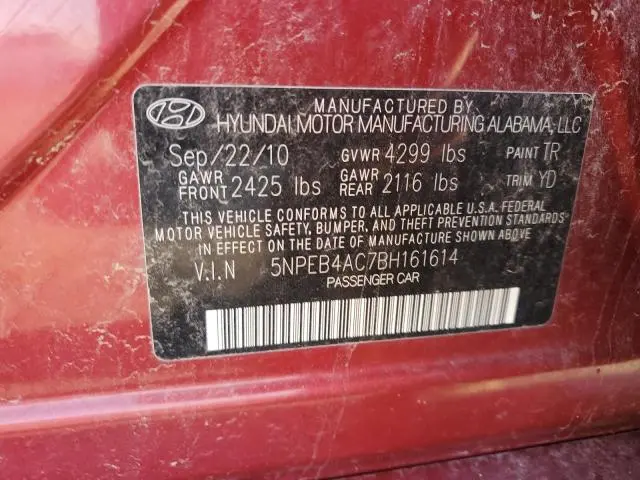 MANUFACTURED BY
HYUNDAI MOTOR MANUFACTURING ALABAMA, LLC
Sep/22/10 GVWR 4299 lbs PAINT TR
GAWR FRONT 2425 lbs GAWR REAR 2116 lbs TRIM YD
THIS VEHICLE CONFORMS TO ALL APPLICABLE U.S.A. FEDERAL
MOTOR VEHICLE SAFETY, BUMPER, AND THEFT PREVENTION STANDARDS
IN EFFECT ON THE DATE OF MANUFACTURE SHOWN ABOVE.
V.I.N 5NPEB4AC7BH161614
PASSENGER CAR